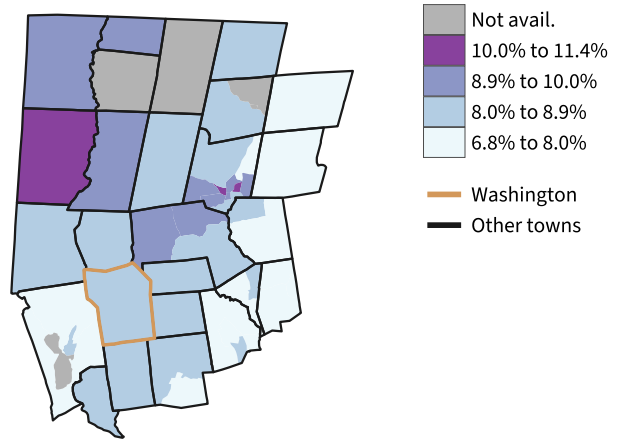 Not avail.
10.0% to 11.4%
8.9% to 10.0%
8.0% to 8.9%
6.8% to 8.0%
Washington
Other towns